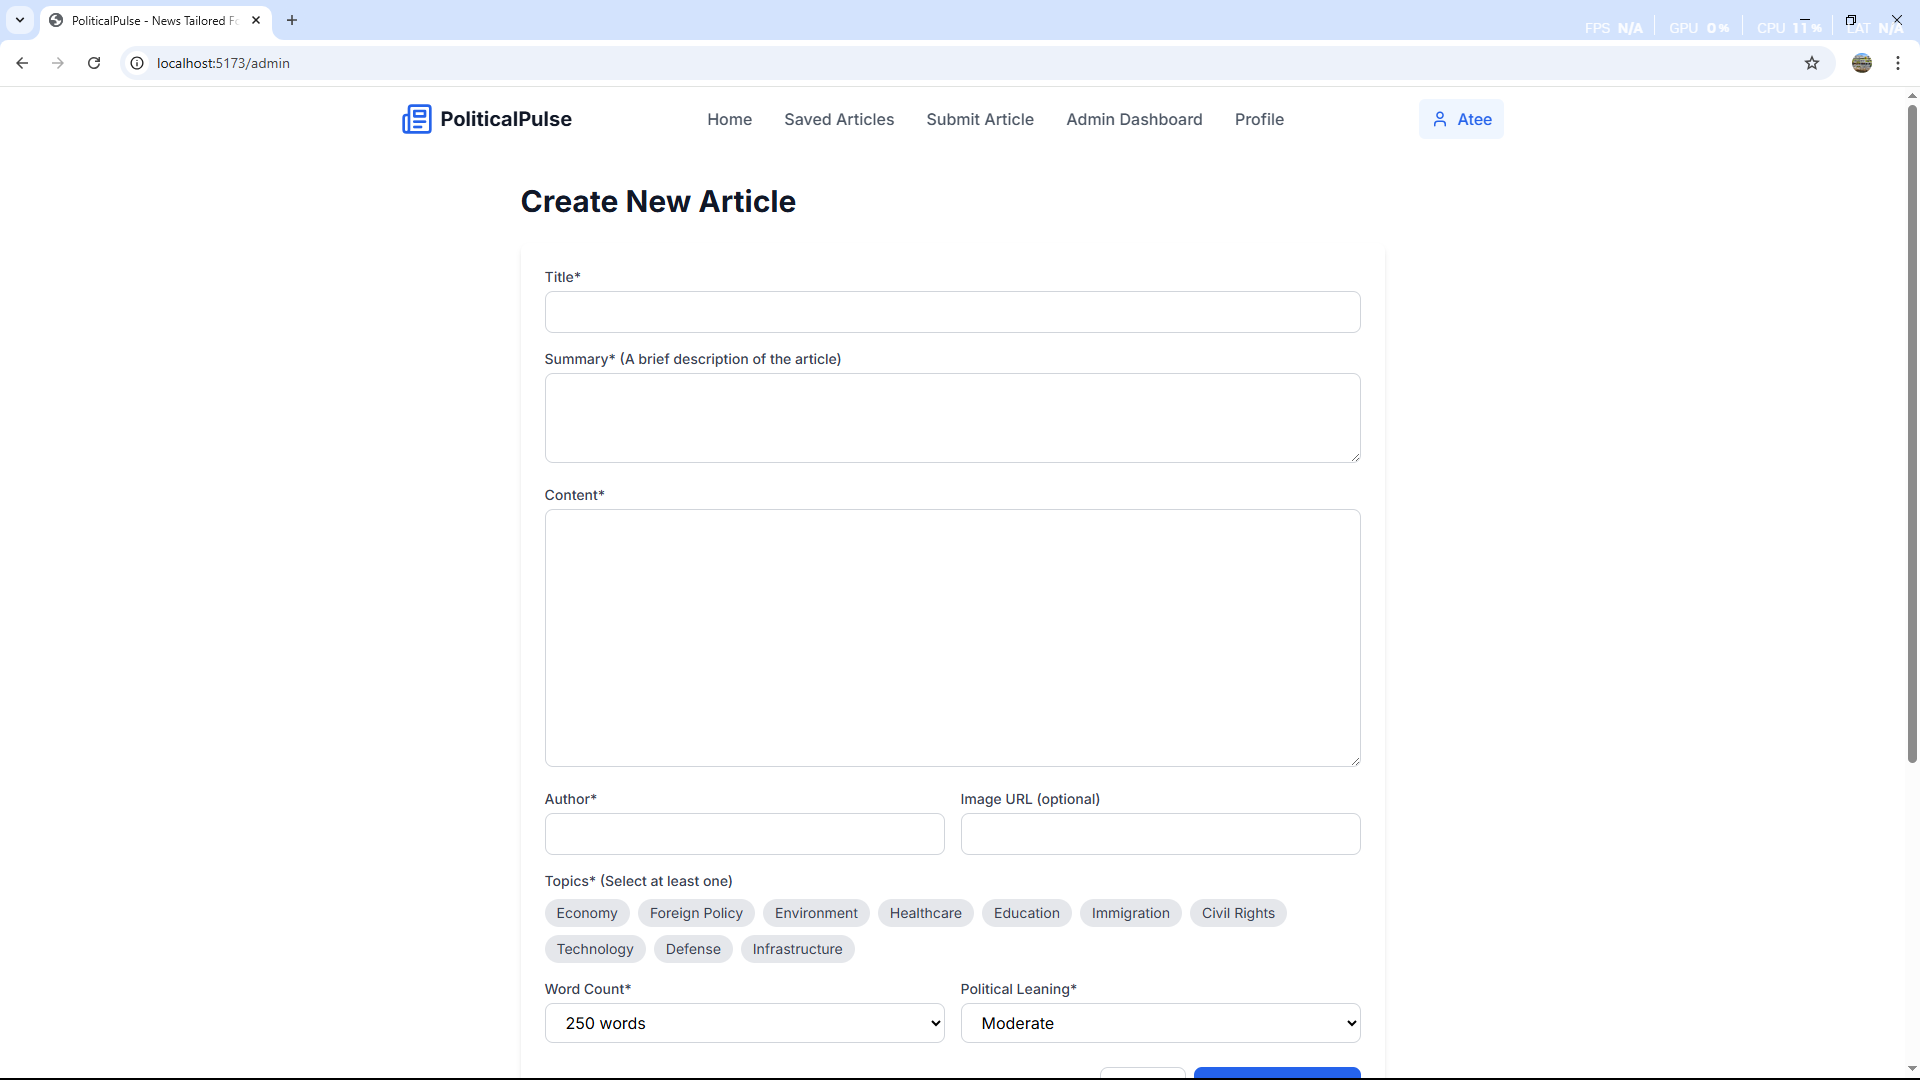 PoliticalPulse - News Tailored Fo
FPS N/A GPU 0% CPU 11% LAT N/A
localhost:5173/admin
PoliticalPulse
Home
Saved Articles
Submit Article
Admin Dashboard
Profile
Atee
Create New Article
Title*
Summary* (A brief description of the article)
Content*
Author*
Image URL (optional)
Topics* (Select at least one)
Economy
Foreign Policy
Environment
Healthcare
Education
Immigration
Civil Rights
Technology
Defense
Infrastructure
Word Count*
Political Leaning*
250 words
Moderate